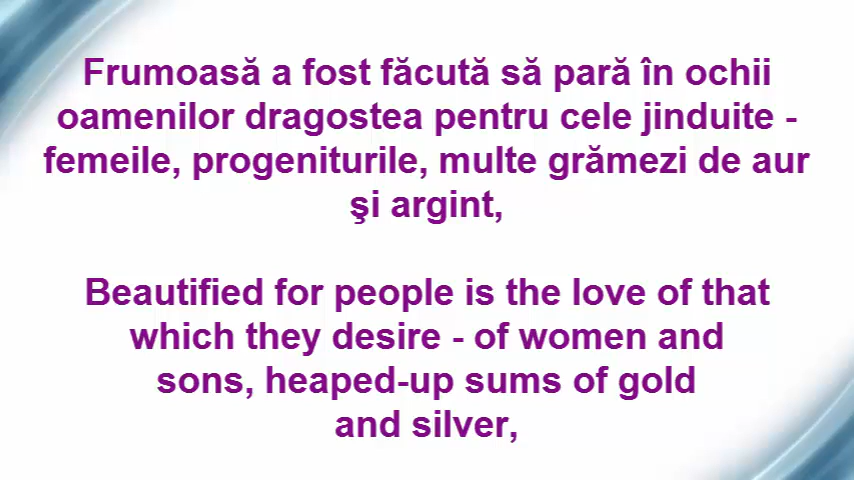 Frumoasă a fost făcută să pară în ochii
oamenilor dragostea pentru cele jinduite -
femeile, progeniturile, multe grămezi de aur
şi argint,
Beautified for people is the love of that
which they desire - of women and
sons, heaped-up sums of gold
and silver,